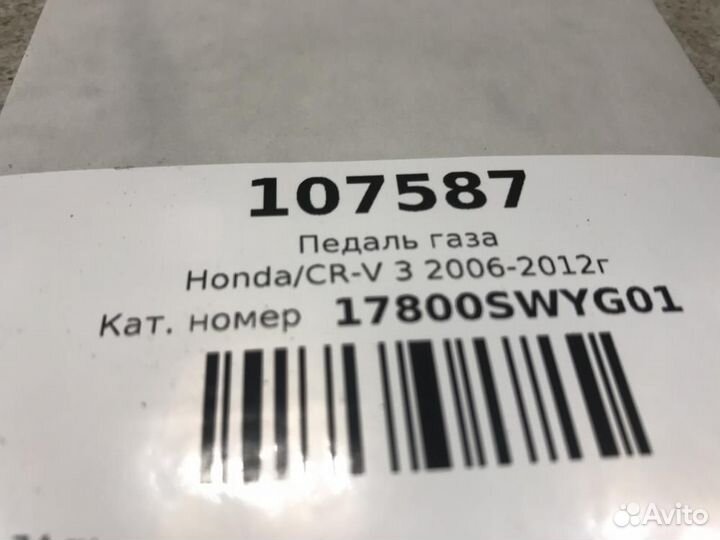 107587
Педаль газа
Honda/CR-V 3 2006-2012г
Кат. номер 17800SWYG01
Avito